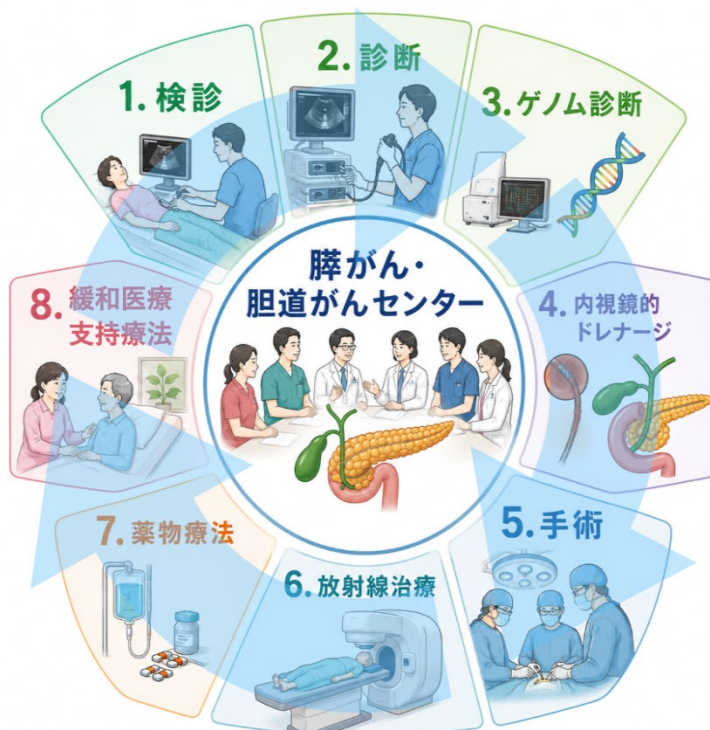 膵がん・
胆道がんセンター
1. 検診
2. 診断
3. ゲノム診断
4. 内視鏡的
ドレナージ
5. 手術
6. 放射線治療
7. 薬物療法
8. 緩和医療
支持療法